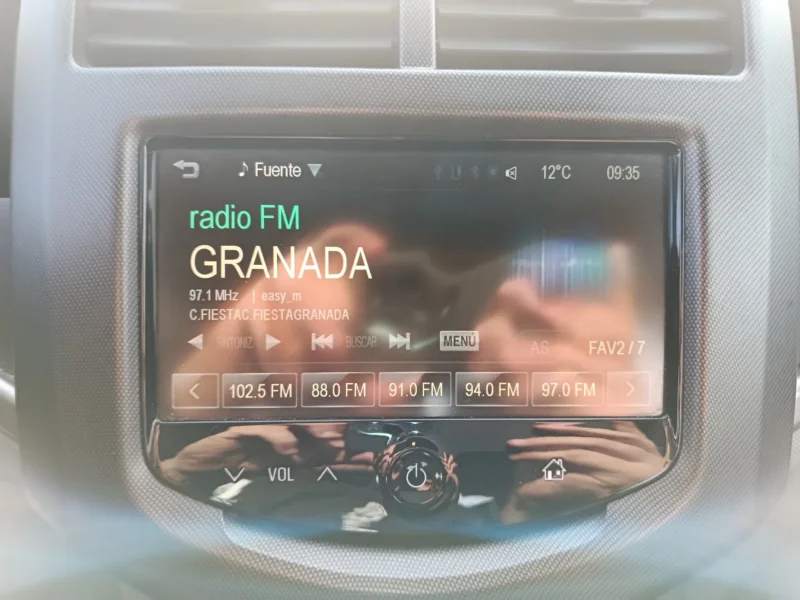 Fuente 12°C 09:35
radio FM
GRANADA
97.1 MHz | easy_m
C.FIESTAC.FIESTAGRANADA
SINTONIZ BUSCAR MENÚ AS FAV2 / 7
< 102.5 FM 88.0 FM 91.0 FM 94.0 FM 97.0 FM >
VOL